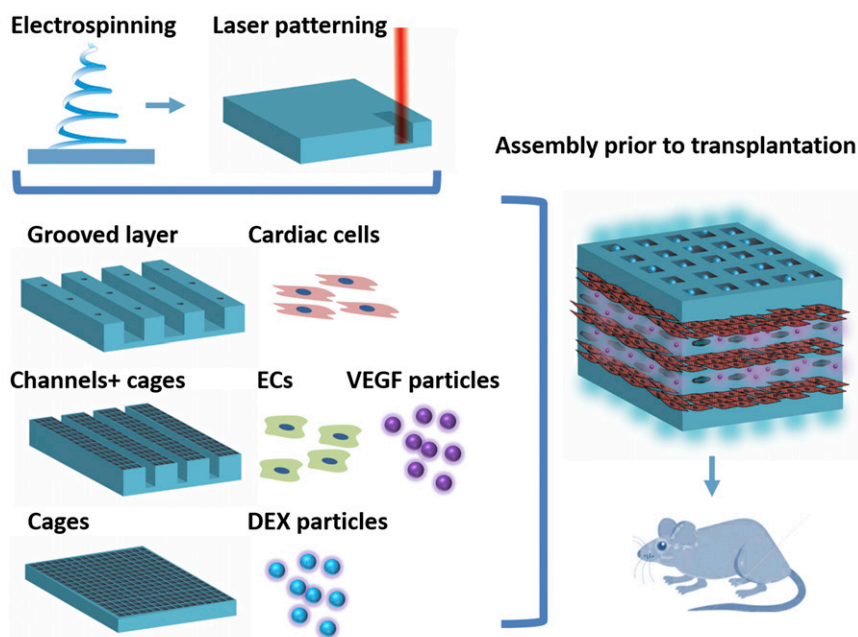 Electrospinning
Laser patterning
Assembly prior to transplantation
Grooved layer
Cardiac cells
Channels+ cages
ECs
VEGF particles
Cages
DEX particles